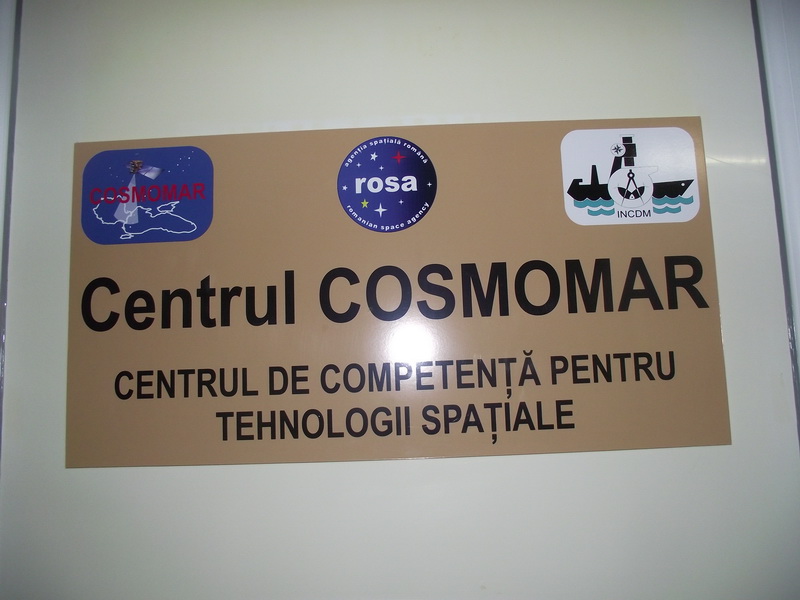 COSMOMAR
agenția spațială română
rosa
romanian space agency
INCDM
Centrul COSMOMAR
CENTRUL DE COMPETENȚĂ PENTRU
TEHNOLOGII SPAȚIALE